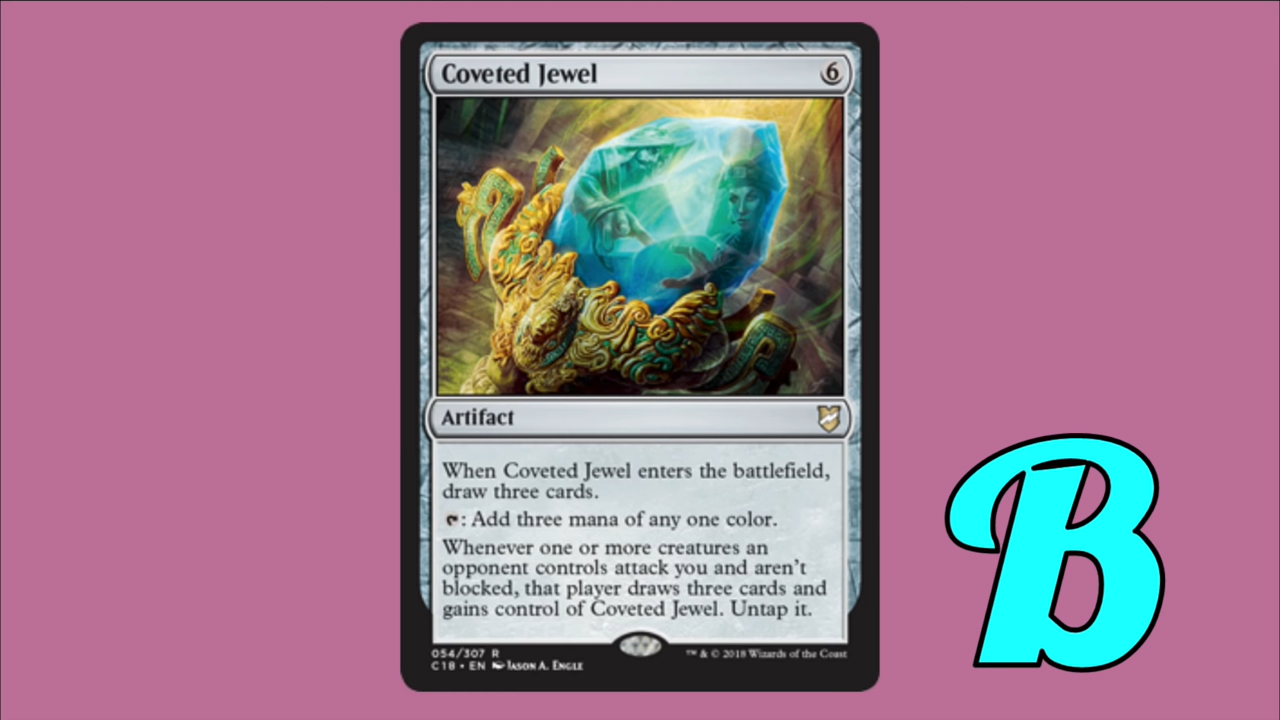 Coveted Jewel 6
Artifact
When Coveted Jewel enters the battlefield,
draw three cards.
: Add three mana of any one color.
Whenever one or more creatures an
opponent controls attack you and aren't
blocked, that player draws three cards and
gains control of Coveted Jewel. Untap it.
054/307 R
C18 • EN Jason A. Engle
™ & © 2018 Wizards of the Coast
B